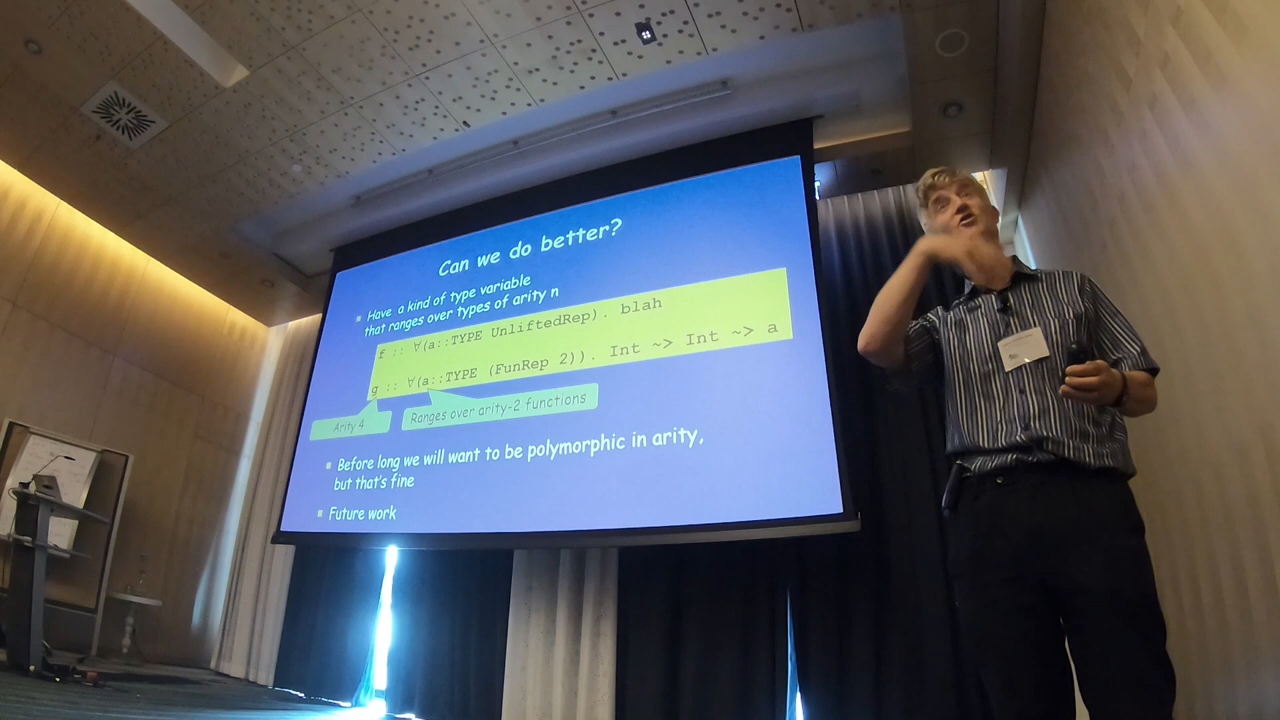 Can we do better?
Have a kind of type variable
that ranges over types of arity n
f :: ∀(a::TYPE UnliftedRep). blah
g :: ∀(a::TYPE (FunRep 2)). Int ~> Int ~> a
Arity 4
Ranges over arity-2 functions
Before long we will want to be polymorphic in arity,
but that's fine
Future work